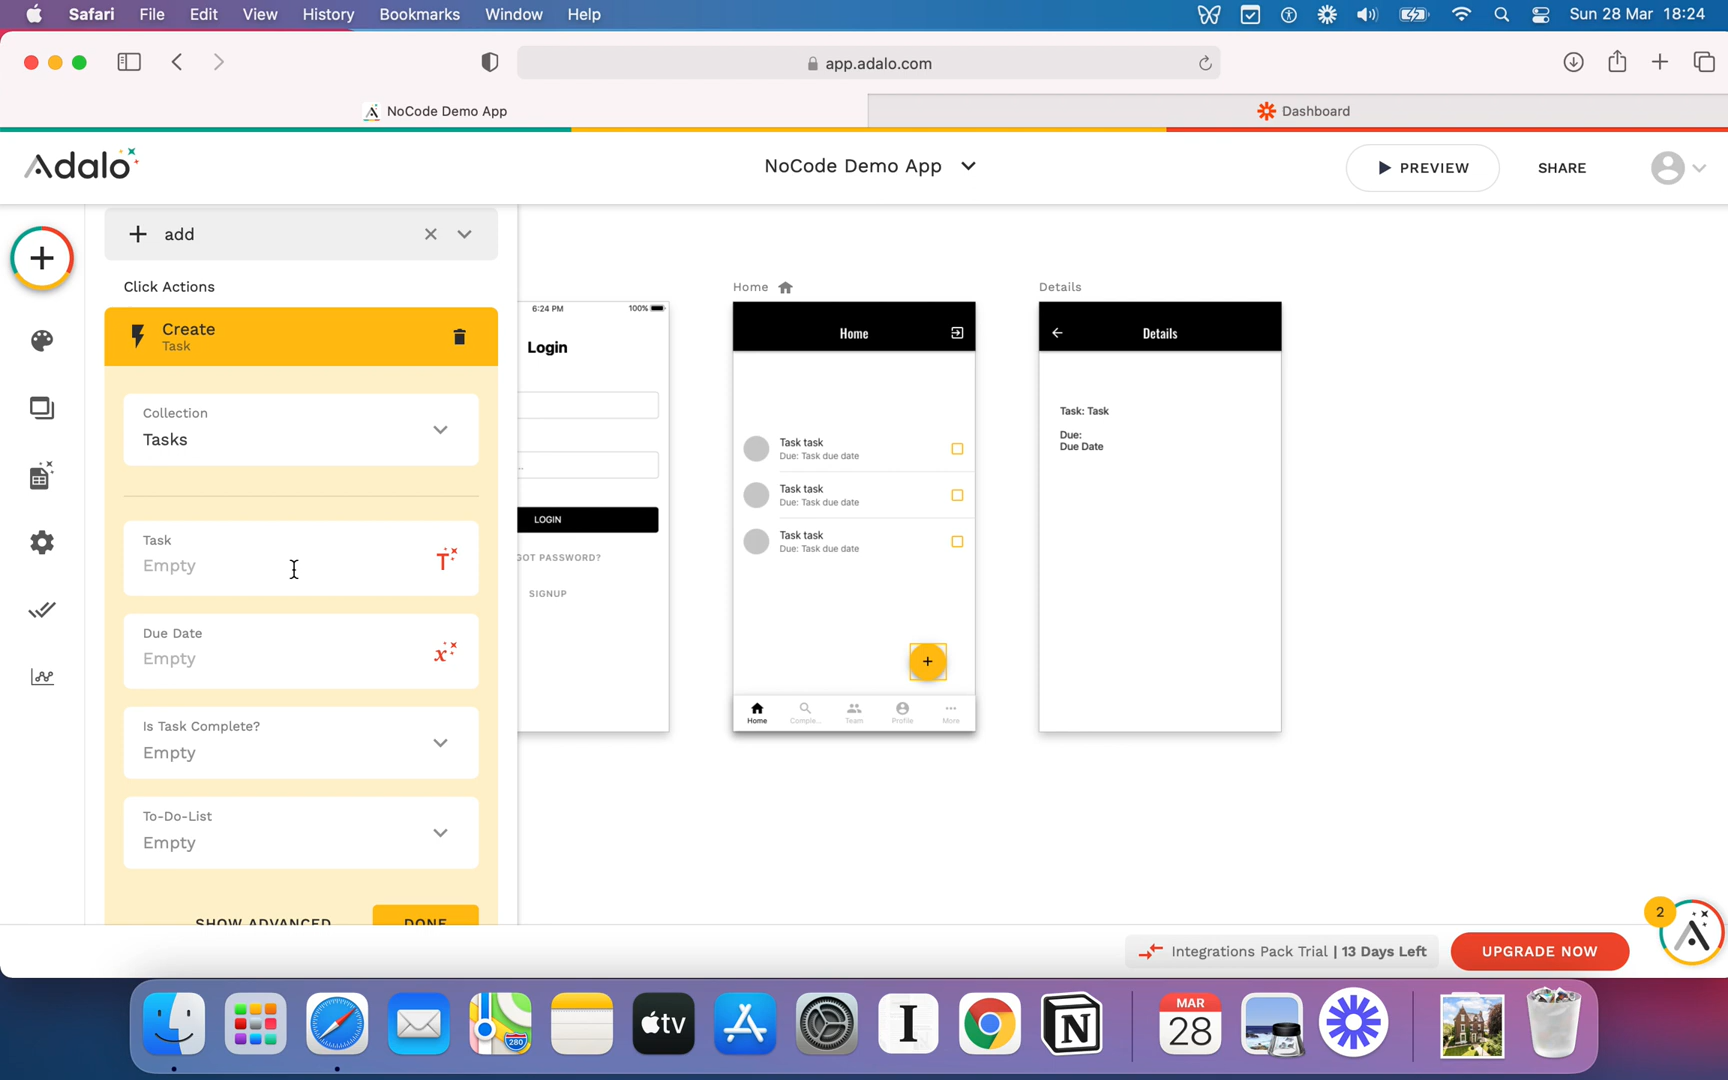 Safari File Edit View History Bookmarks Window Help Sun 28 Mar 18:24
app.adalo.com
NoCode Demo App Dashboard
Adalo NoCode Demo App PREVIEW SHARE
add
Click Actions
Create
Task
Collection
Tasks
Task
Empty
Due Date
Empty
Is Task Complete?
Empty
To-Do-List
Empty
SHOW ADVANCED DONE
6:24 PM 100%
Login
LOGIN
GOT PASSWORD?
SIGNUP
Home
Home
Task task
Due: Task due date
Task task
Due: Task due date
Task task
Due: Task due date
Home Comple... Team Profile More
Details
Details
Task: Task
Due:
Due Date
2
Integrations Pack Trial | 13 Days Left UPGRADE NOW
280
tv
MAR
28